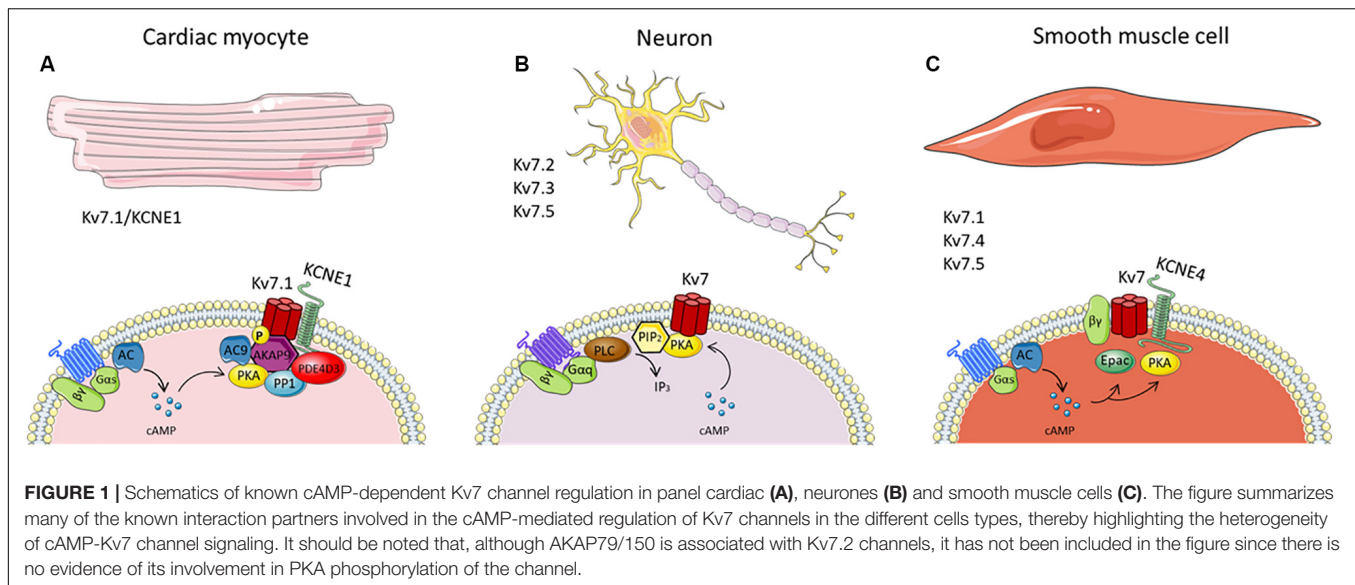 Cardiac myocyte
Neuron
Smooth muscle cell
A
B
C
Kv7.2
Kv7.3
Kv7.5
Kv7.1/KCNE1
Kv7.1
Kv7.4
Kv7.5
Kv7.1
KCNE1
βγ
Gαs
AC
cAMP
P
AC9
AKAP9
PKA
PP1
PDE4D3
Kv7
βγ
Gαq
PLC
PIP₂
PKA
IP₃
cAMP
Kv7
KCNE4
βγ
AC
Gαs
Epac
PKA
cAMP
FIGURE 1 | Schematics of known cAMP-dependent Kv7 channel regulation in panel cardiac (A), neurones (B) and smooth muscle cells (C). The figure summarizes
many of the known interaction partners involved in the cAMP-mediated regulation of Kv7 channels in the different cells types, thereby highlighting the heterogeneity
of cAMP-Kv7 channel signaling. It should be noted that, although AKAP79/150 is associated with Kv7.2 channels, it has not been included in the figure since there is
no evidence of its involvement in PKA phosphorylation of the channel.